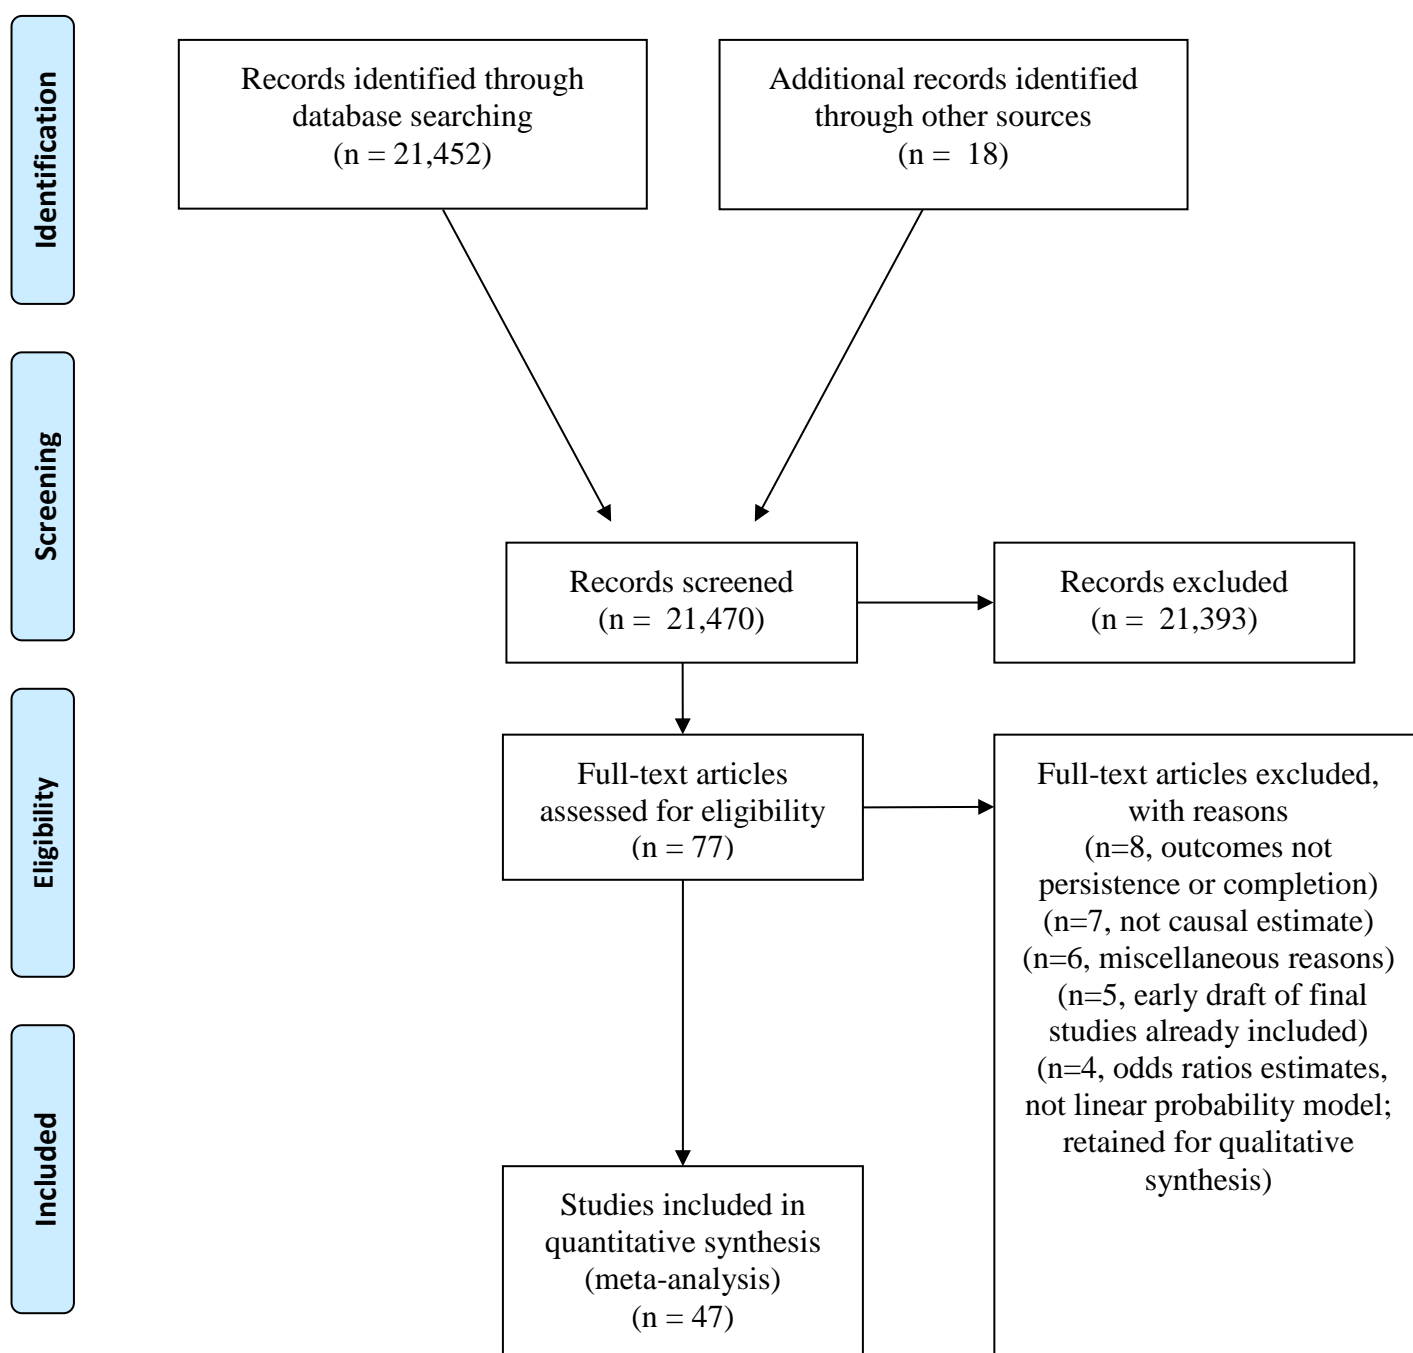 Identification
Records identified through
database searching
(n = 21,452)
Additional records identified
through other sources
(n =  18)
Screening
Records screened
(n =  21,470)
Records excluded
(n =  21,393)
Eligibility
Full-text articles
assessed for eligibility
(n = 77)
Full-text articles excluded,
with reasons
(n=8, outcomes not
persistence or completion)
(n=7, not causal estimate)
(n=6, miscellaneous reasons)
(n=5, early draft of final
studies already included)
(n=4, odds ratios estimates,
not linear probability model;
retained for qualitative
synthesis)
Included
Studies included in
quantitative synthesis
(meta-analysis)
(n = 47)